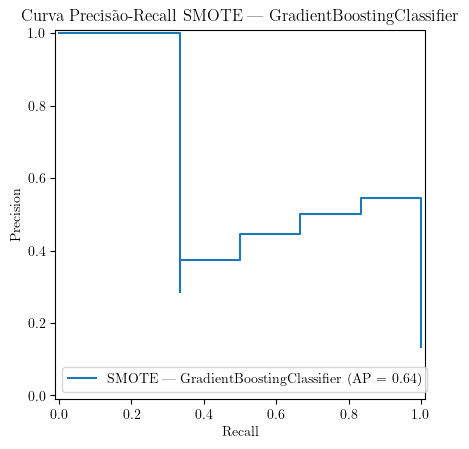 Curva Precisão-Recall SMOTE — GradientBoostingClassifier
1.0
0.8
0.6
0.4
0.2
0.0
Precision
SMOTE — GradientBoostingClassifier (AP = 0.64)
0.0 0.2 0.4 0.6 0.8 1.0
Recall